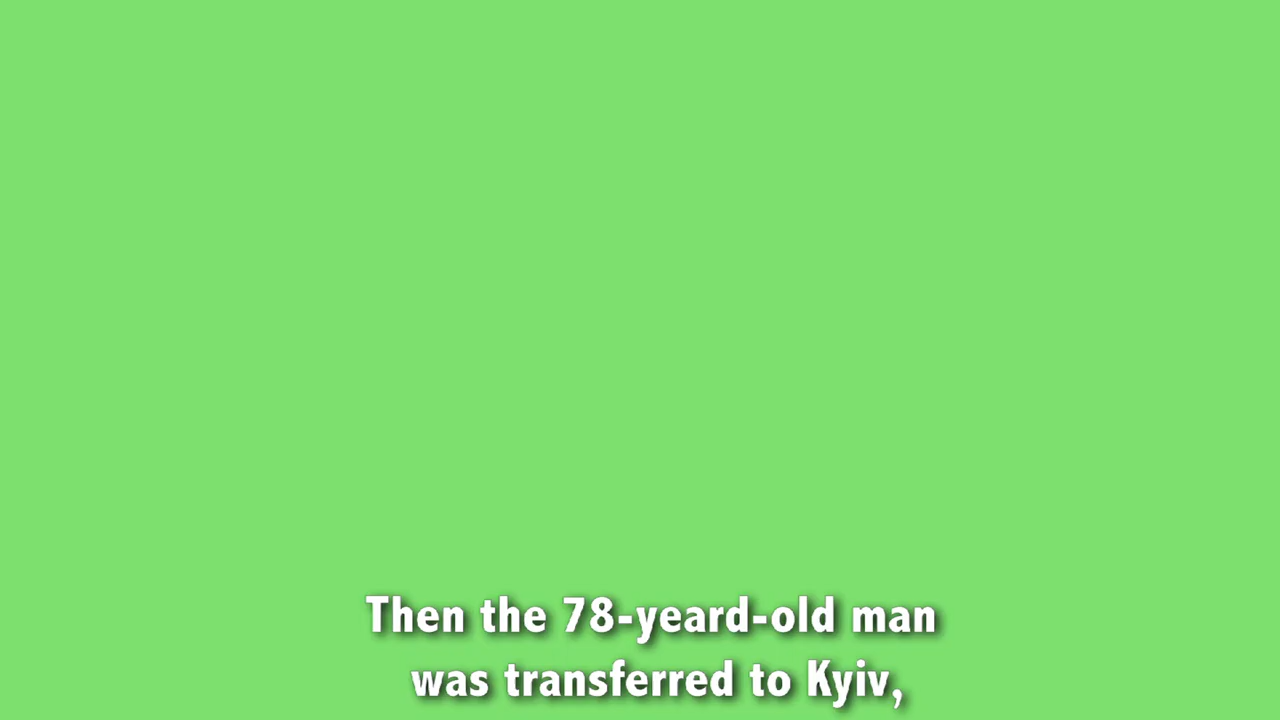 Then the 78-yeard-old man
was transferred to Kyiv,